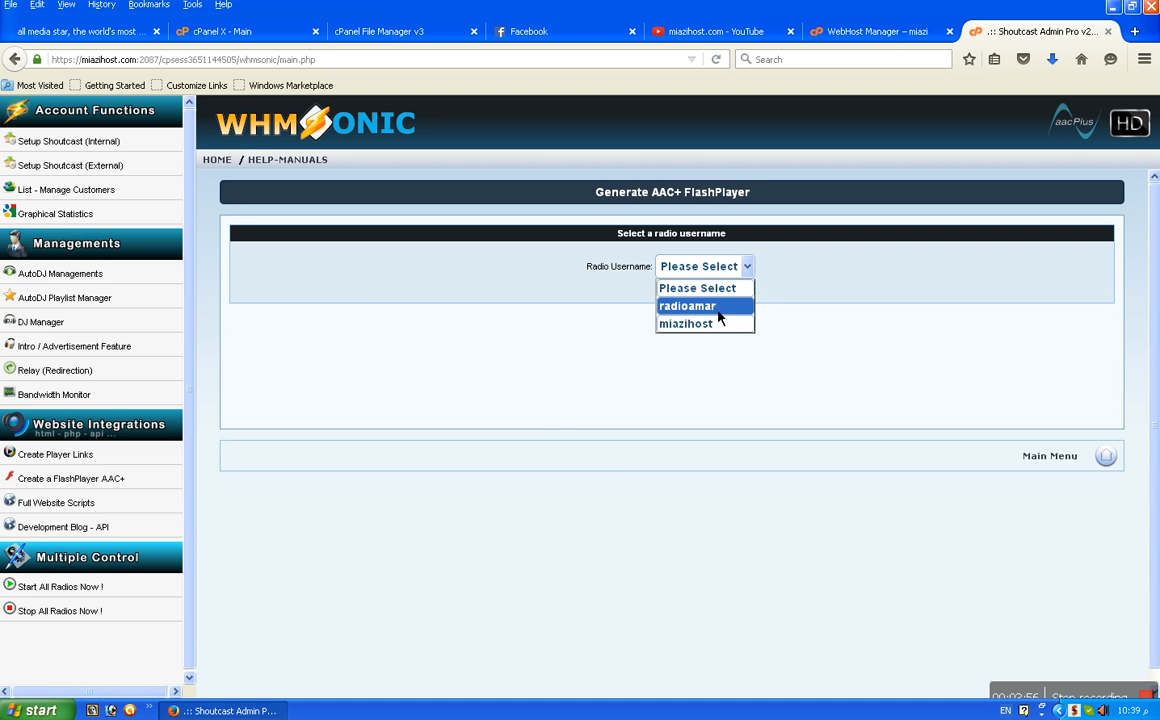 File Edit View History Bookmarks Tools Help
all media star, the world's most ...
cPanel X - Main
cPanel File Manager v3
Facebook
miazihost.com - YouTube
WebHost Manager – miazi
.:: Shoutcast Admin Pro v2...
https://miazihost.com:2087/cpsess3651144505/whmsonic/main.php
Search
Most Visited Getting Started Customize Links Windows Marketplace
Account Functions
Setup Shoutcast (Internal)
Setup Shoutcast (External)
List - Manage Customers
Graphical Statistics
Managements
AutoDJ Managements
AutoDJ Playlist Manager
DJ Manager
Intro / Advertisement Feature
Relay (Redirection)
Bandwidth Monitor
Website Integrations
html - php - api ...
Create Player Links
Create a FlashPlayer AAC+
Full Website Scripts
Development Blog - API
Multiple Control
Start All Radios Now !
Stop All Radios Now !
WHMSONIC
aacPlus
HD
HOME / HELP-MANUALS
Generate AAC+ FlashPlayer
Select a radio username
Radio Username: Please Select
Please Select
radioamar
miazihost
Main Menu
00:03:56 Stop recording
start
.:: Shoutcast Admin P...
EN
10:39 م